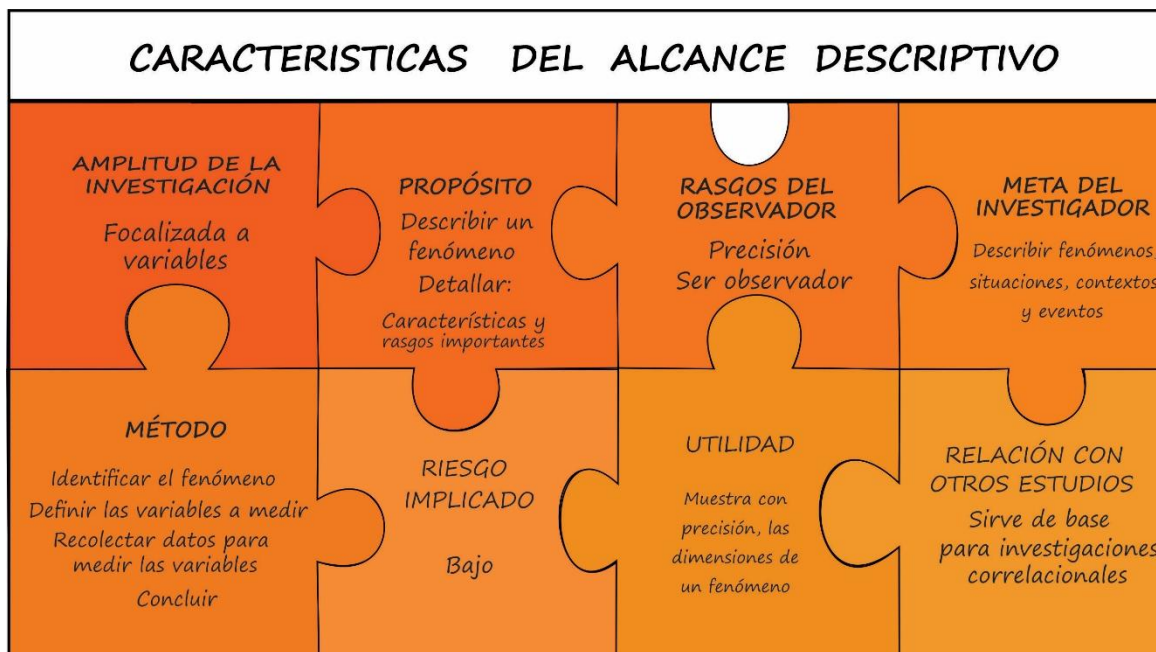 CARACTERISTICAS DEL ALCANCE DESCRIPTIVO
AMPLITUD DE LA
INVESTIGACIÓN
Focalizada a
variables
PROPÓSITO
Describir un
fenómeno
Detallar:
Características y
rasgos importantes
RASGOS DEL
OBSERVADOR
Precisión
Ser observador
META DEL
INVESTIGADOR
Describir fenómenos,
situaciones, contextos
y eventos
MÉTODO
Identificar el fenómeno
Definir las variables a medir
Recolectar datos para
medir las variables
Concluir
RIESGO
IMPLICADO
Bajo
UTILIDAD
Muestra con
precisión, las
dimensiones de
un fenómeno
RELACIÓN CON
OTROS ESTUDIOS
Sirve de base
para investigaciones
correlacionales